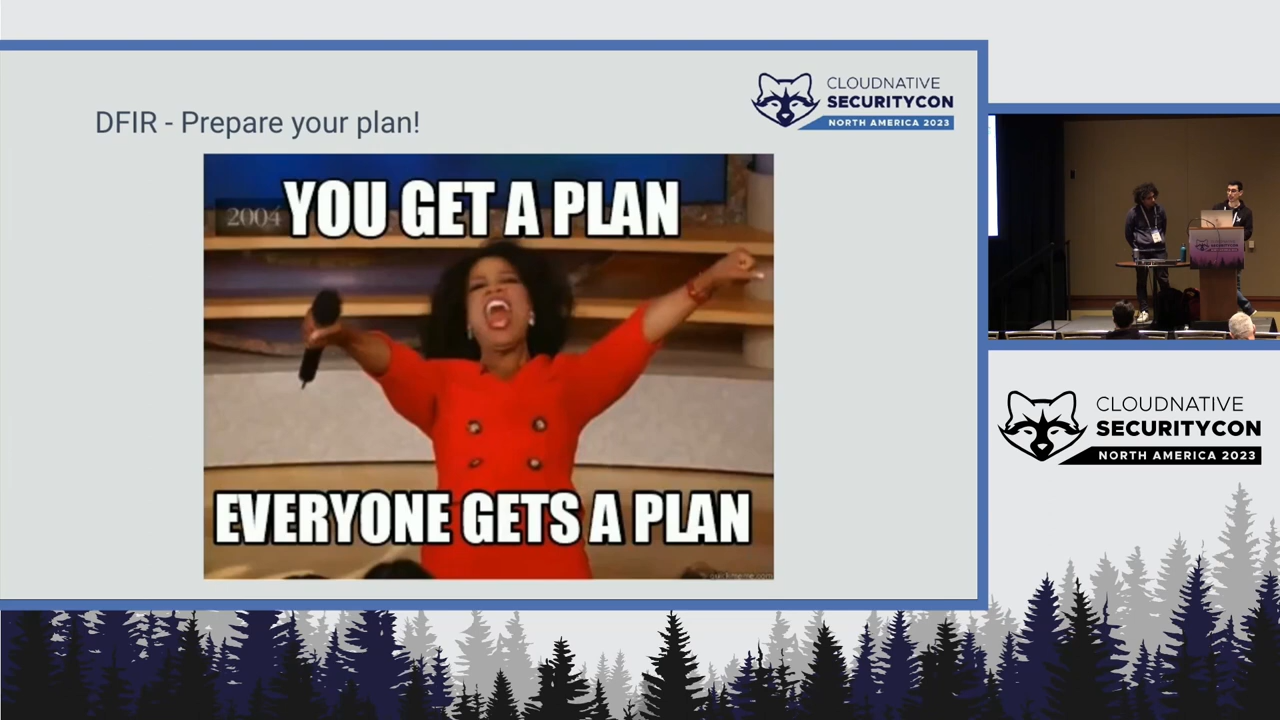 DFIR - Prepare your plan!
CLOUDNATIVE
SECURITYCON
NORTH AMERICA 2023
2004
YOU GET A PLAN
EVERYONE GETS A PLAN
CLOUDNATIVE
SECURITYCON
NORTH AMERICA 2023